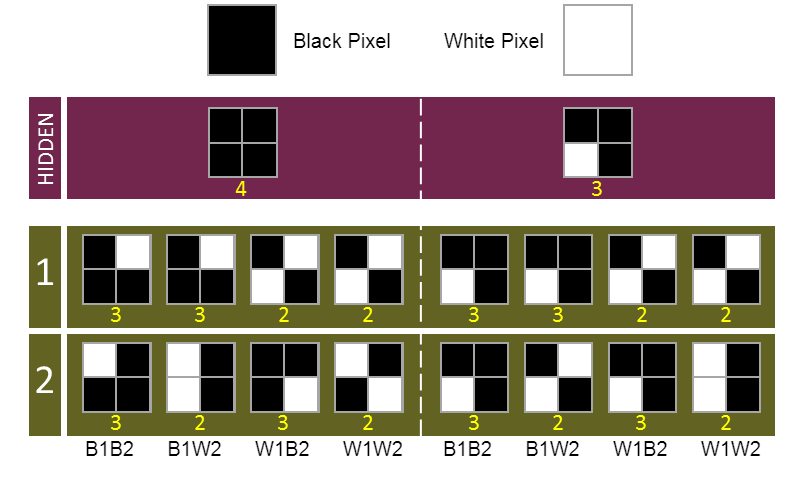 Black Pixel White Pixel
HIDDEN
4 3
1
3 3 2 2 3 3 2 2
2
3 2 3 2 3 2 3 2
B1B2 B1W2 W1B2 W1W2 B1B2 B1W2 W1B2 W1W2